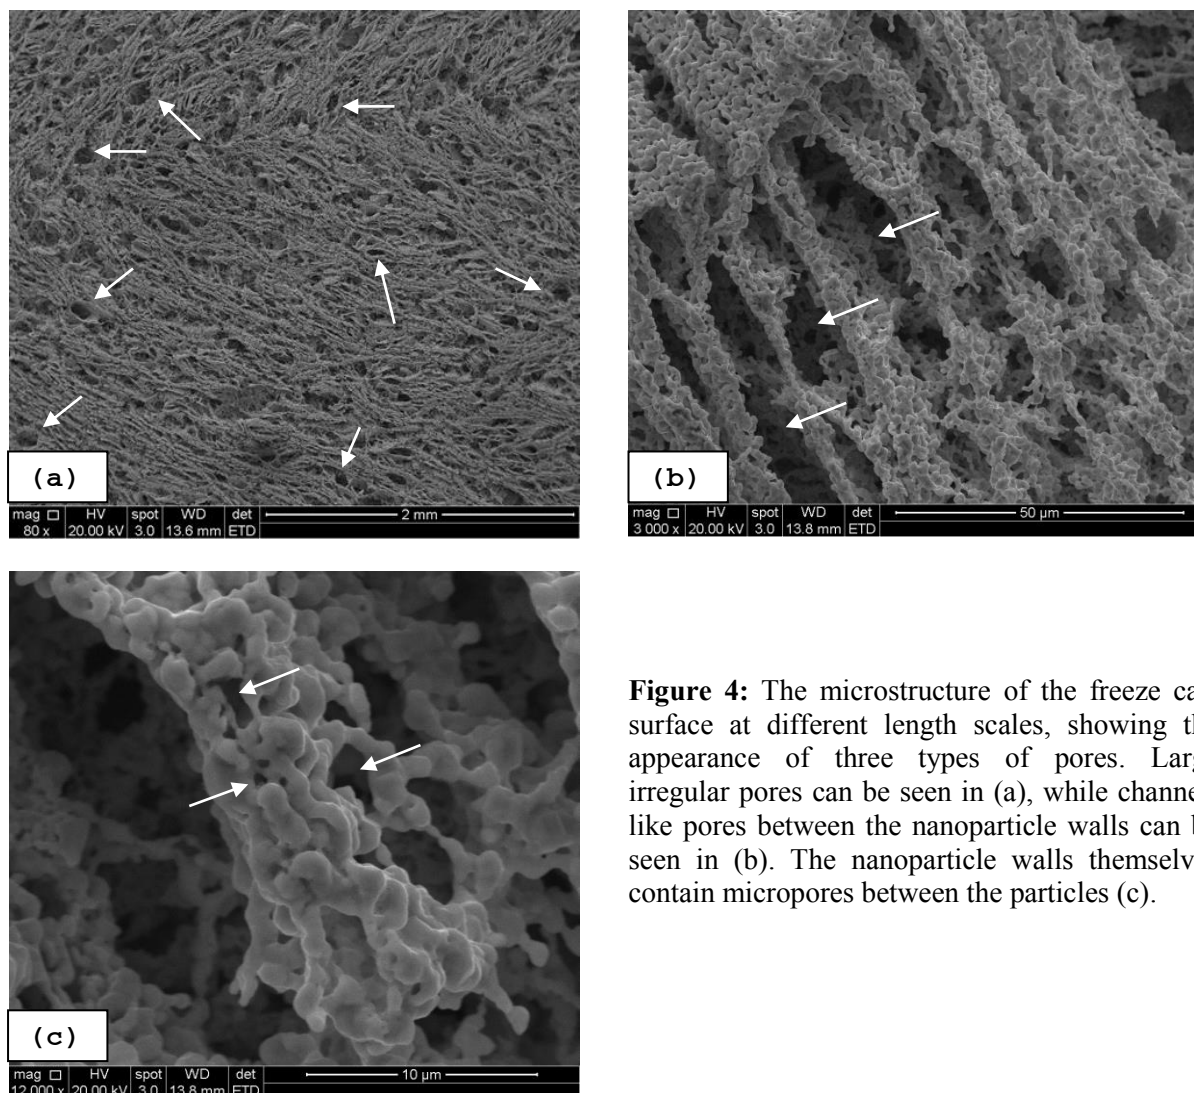 (a)
mag □ HV spot WD det
80 x 20.00 kV 3.0 13.6 mm ETD
2 mm
(b)
mag □ HV spot WD det
3 000 x 20.00 kV 3.0 13.8 mm ETD
50 µm
(c)
mag □ HV spot WD det
12 000 x 20.00 kV 3.0 13.8 mm ETD
10 µm
Figure 4: The microstructure of the freeze ca
surface at different length scales, showing th
appearance of three types of pores. Larg
irregular pores can be seen in (a), while channe
like pores between the nanoparticle walls can b
seen in (b). The nanoparticle walls themselv
contain micropores between the particles (c).